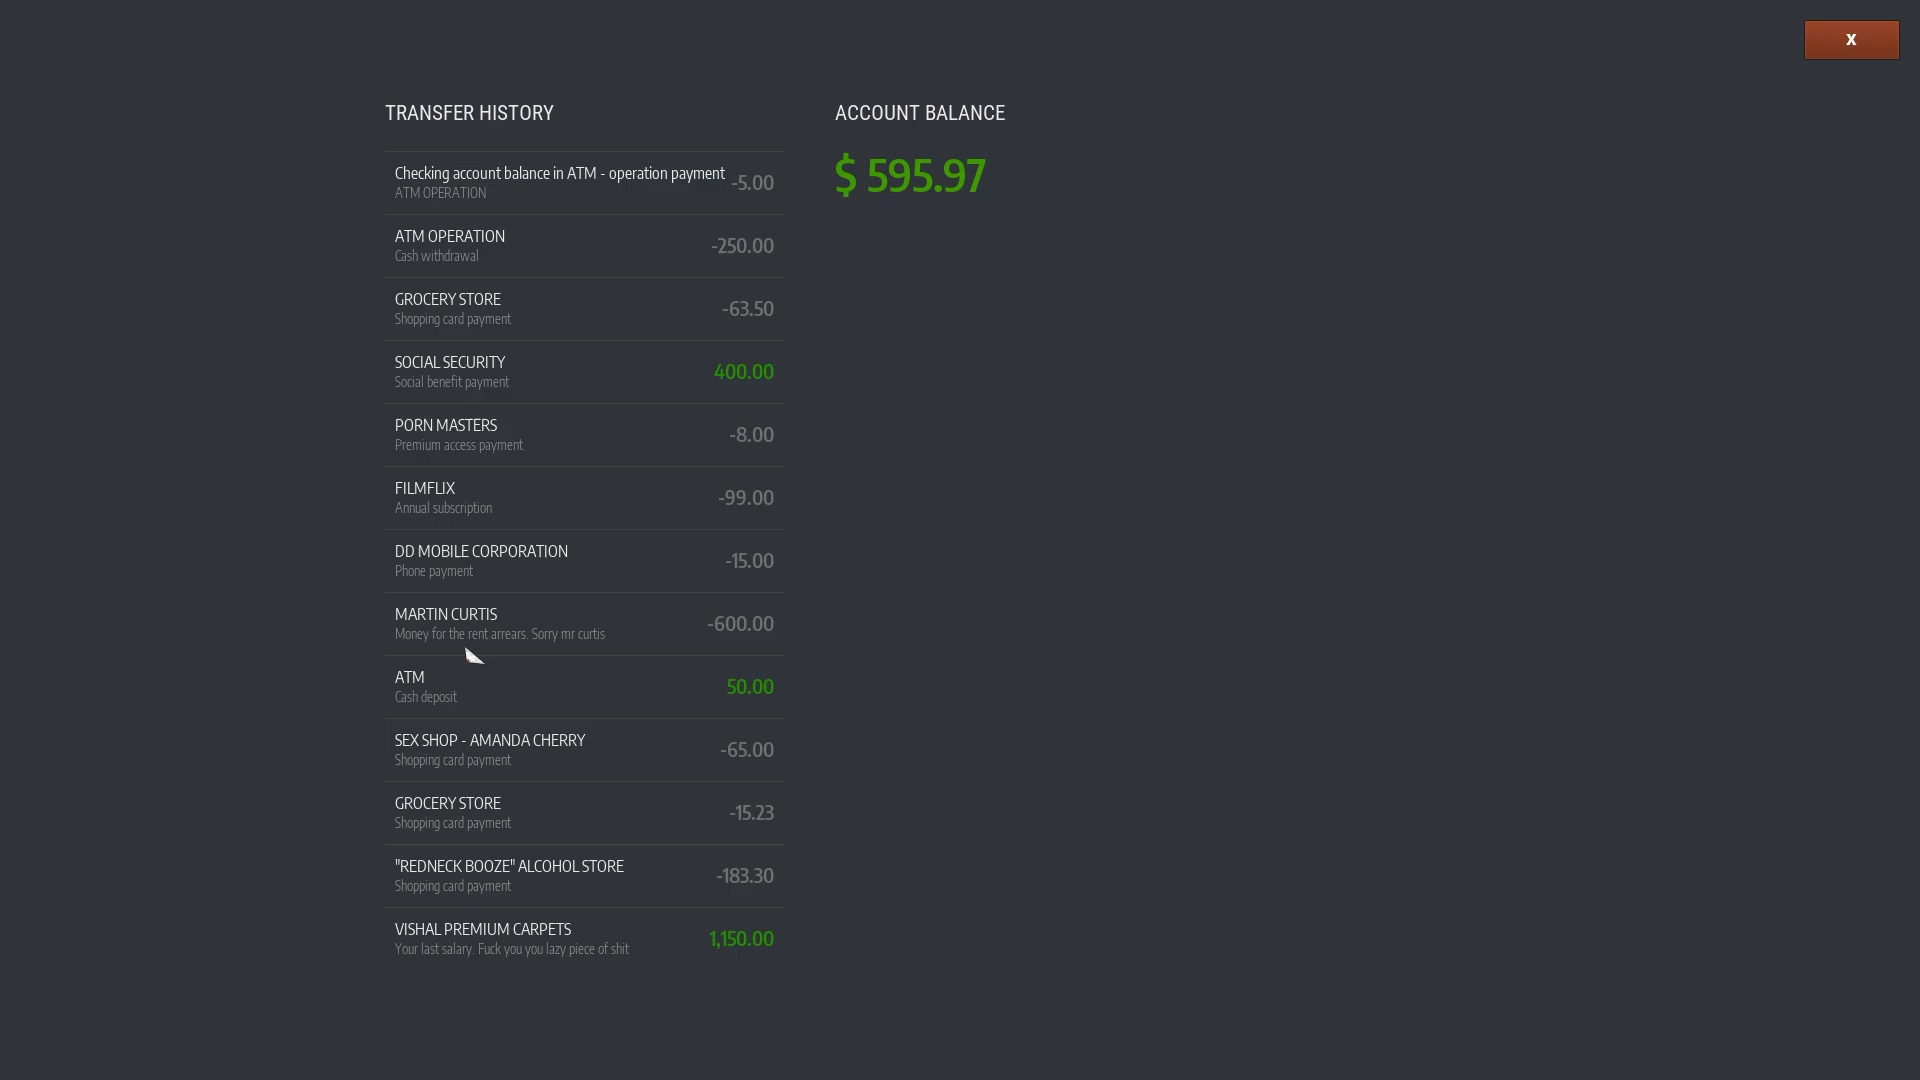 X
TRANSFER HISTORY
ACCOUNT BALANCE
$ 595.97
Checking account balance in ATM - operation payment
-5.00
ATM OPERATION
ATM OPERATION
-250.00
Cash withdrawal
GROCERY STORE
-63.50
Shopping card payment
SOCIAL SECURITY
400.00
Social benefit payment
PORN MASTERS
-8.00
Premium access payment
FILMFLIX
-99.00
Annual subscription
DD MOBILE CORPORATION
-15.00
Phone payment
MARTIN CURTIS
-600.00
Money for the rent arrears. Sorry mr curtis
ATM
50.00
Cash deposit
SEX SHOP - AMANDA CHERRY
-65.00
Shopping card payment
GROCERY STORE
-15.23
Shopping card payment
"REDNECK BOOZE" ALCOHOL STORE
-183.30
Shopping card payment
VISHAL PREMIUM CARPETS
1,150.00
Your last salary. Fuck you you lazy piece of shit